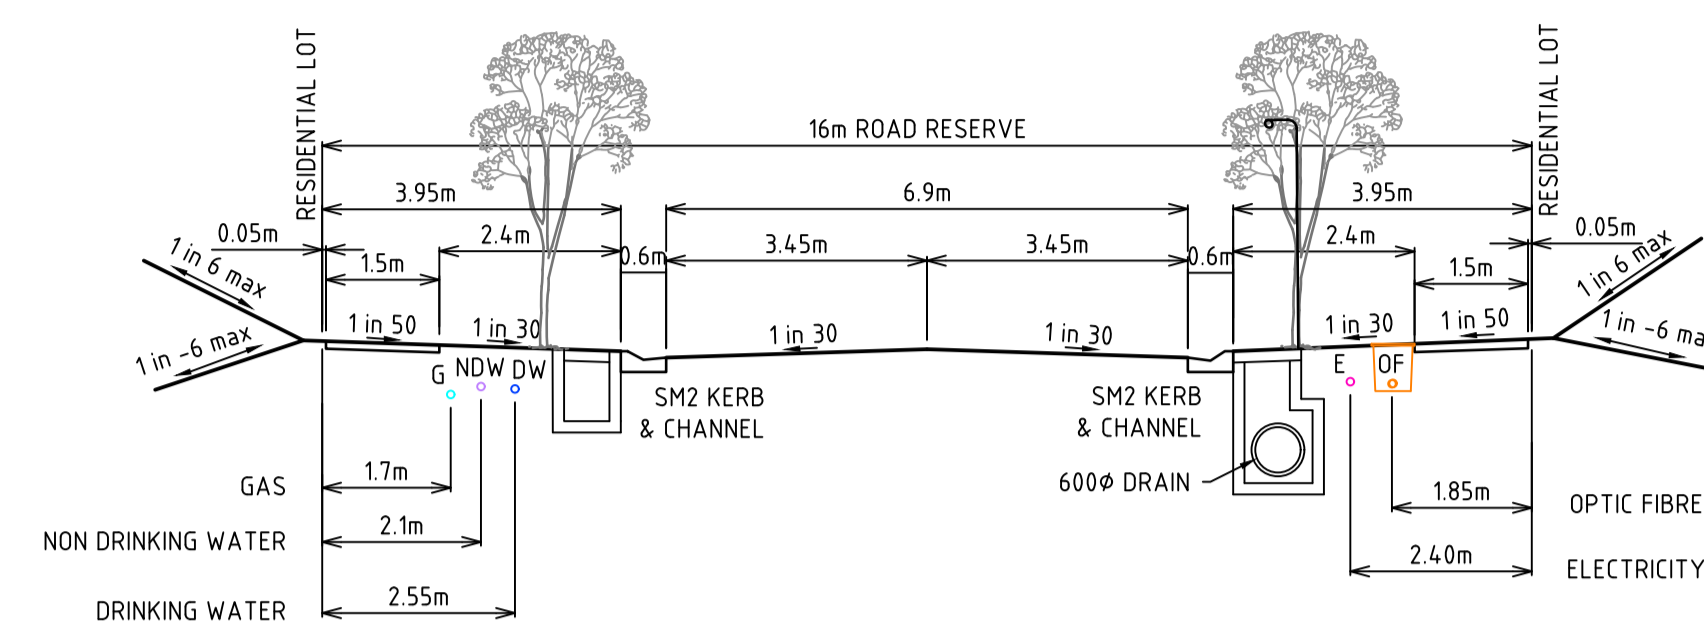 RESIDENTIAL LOT
RESIDENTIAL LOT
16m ROAD RESERVE
3.95m
6.9m
3.95m
0.05m
2.4m
0.6m
3.45m
3.45m
0.6m
2.4m
0.05m
1.5m
1.5m
1 in 6 max
1 in 6 max
1 in 50
1 in 30
1 in 30
1 in 30
1 in 30
1 in 50
1 in -6 max
1 in -6 ma
G
NDW
DW
E
OF
SM2 KERB
& CHANNEL
SM2 KERB
& CHANNEL
600Ø DRAIN
GAS
1.7m
1.85m
OPTIC FIBRE
NON DRINKING WATER
2.1m
2.40m
ELECTRICITY
DRINKING WATER
2.55m